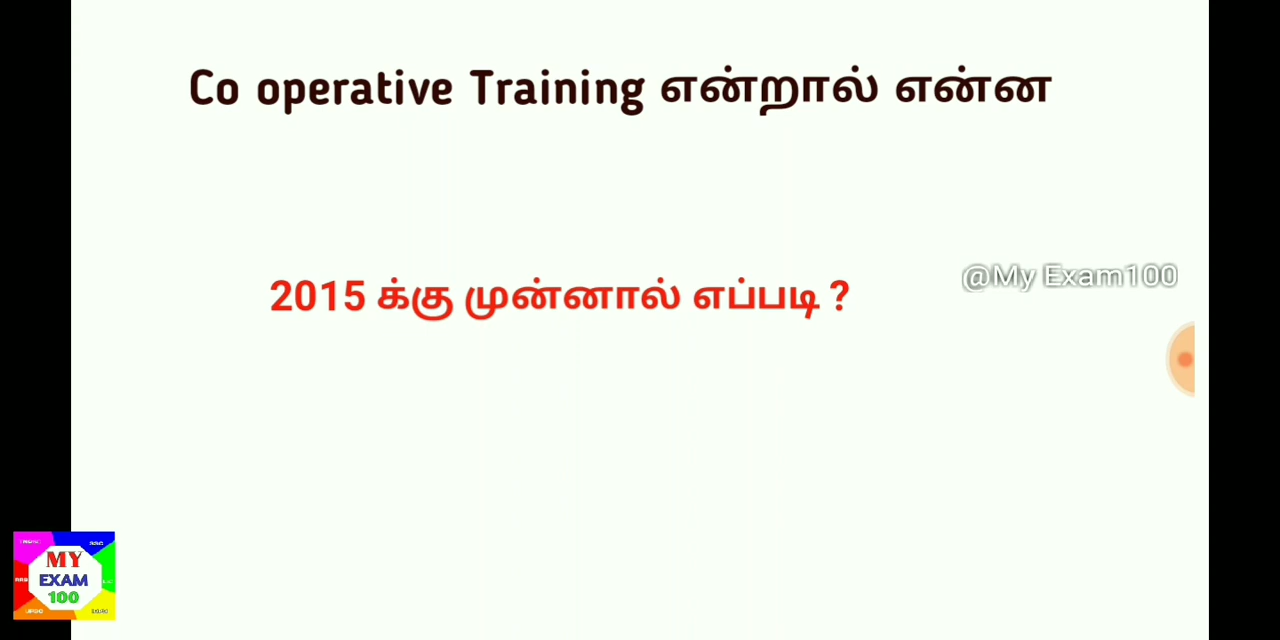 Co operative Training என்றால் என்ன
2015 க்கு முன்னால் எப்படி ?
@My Exam100
MY
EXAM
100